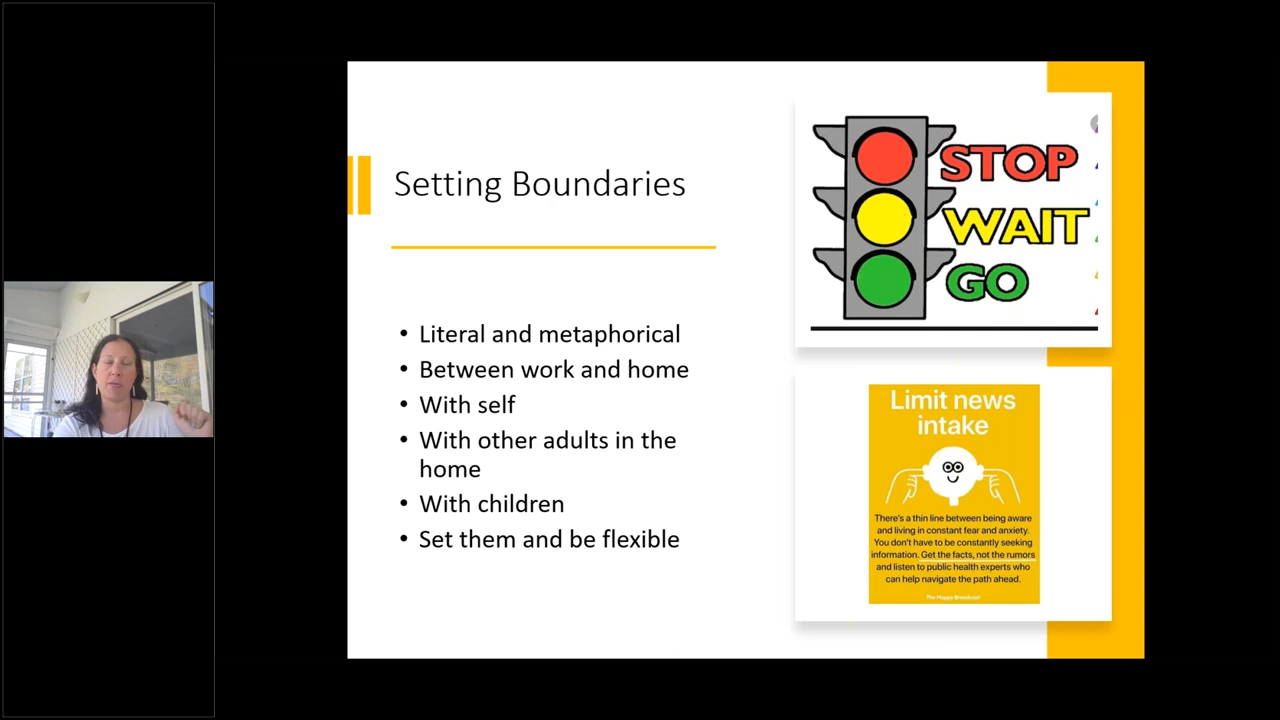 Setting Boundaries
• Literal and metaphorical
• Between work and home
• With self
• With other adults in the
home
• With children
• Set them and be flexible
STOP
WAIT
GO
Limit news
intake
There's a thin line between being aware
and living in constant fear and anxiety.
You don't have to be constantly seeking
information. Get the facts, not the rumors
and listen to public health experts who
can help navigate the path ahead.
The Happy Broadcast